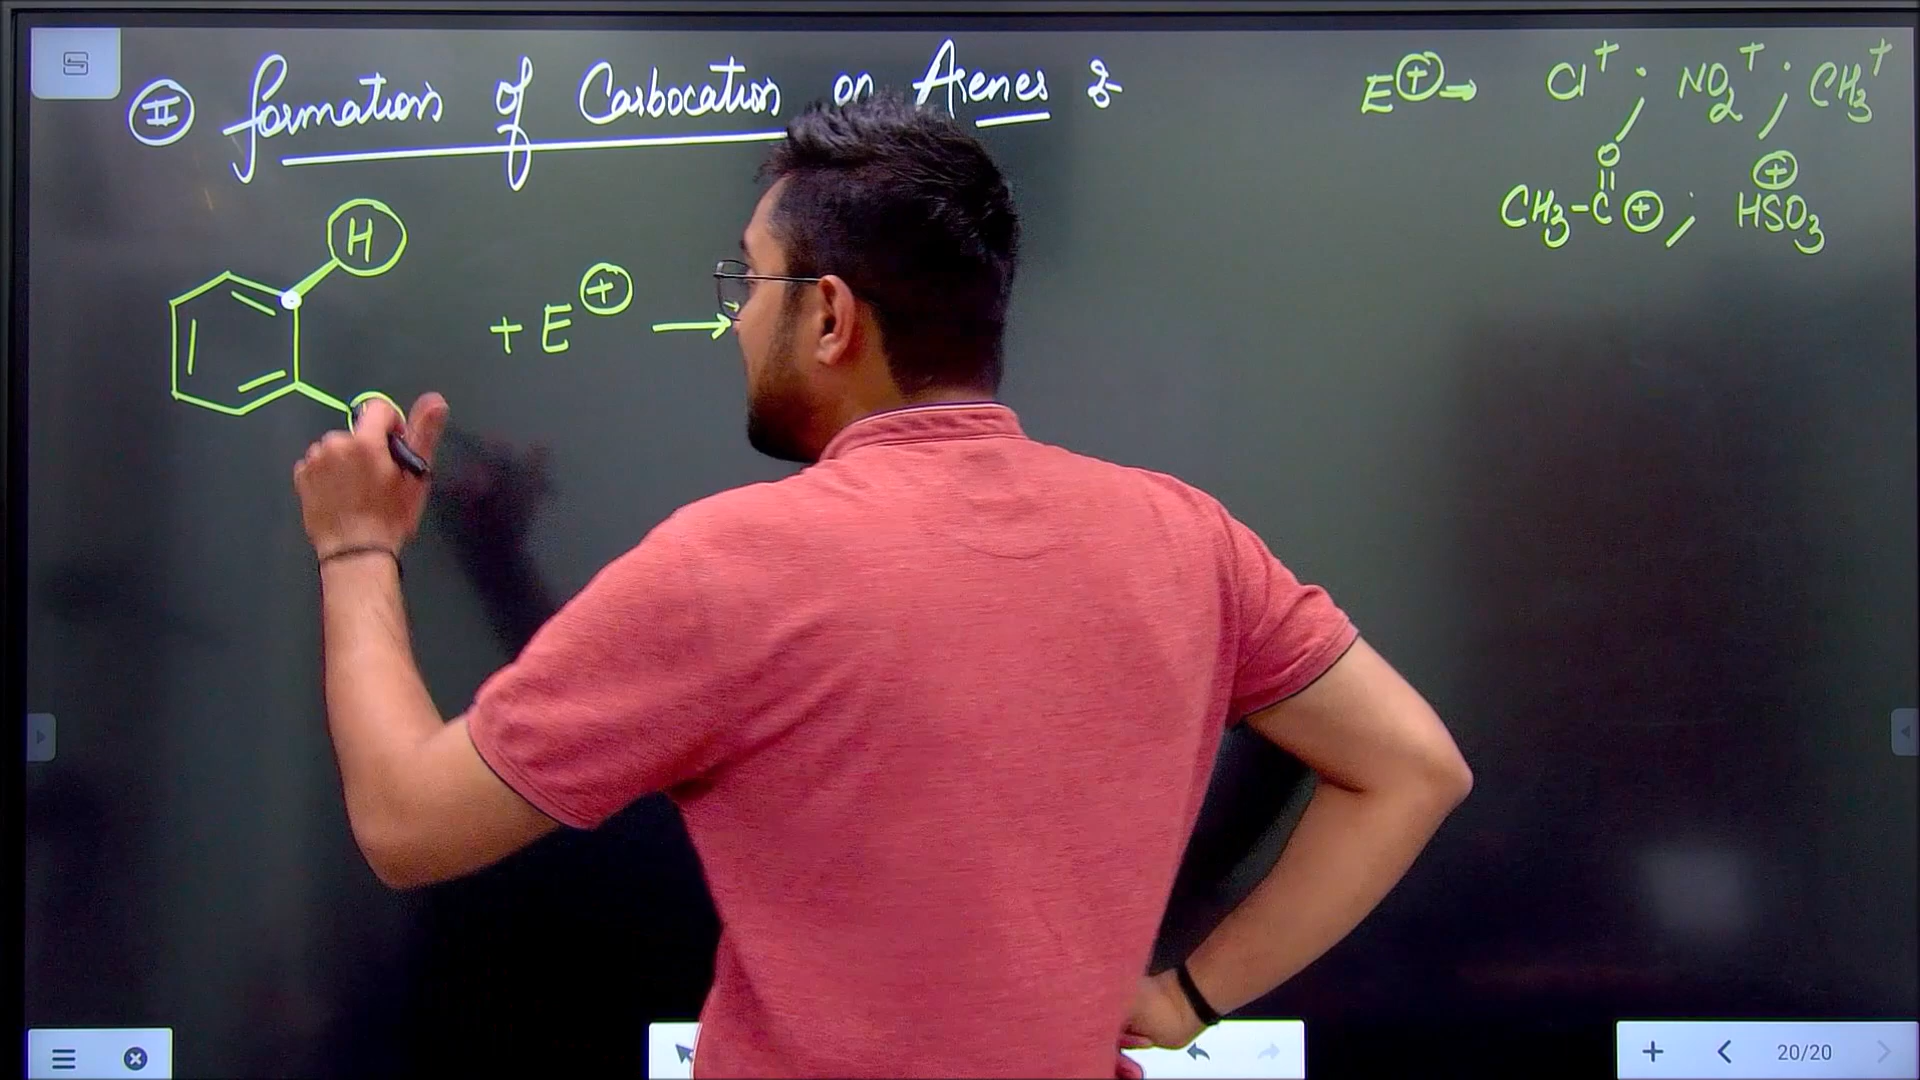 II formation of Carbocation on Arenes :-
E⊕→ Cl⁺ ; NO₂⁺ ; CH₃⁺
O
CH₃-C⊕ ; HSO₃⊕
H
+ E⊕ →
20/20